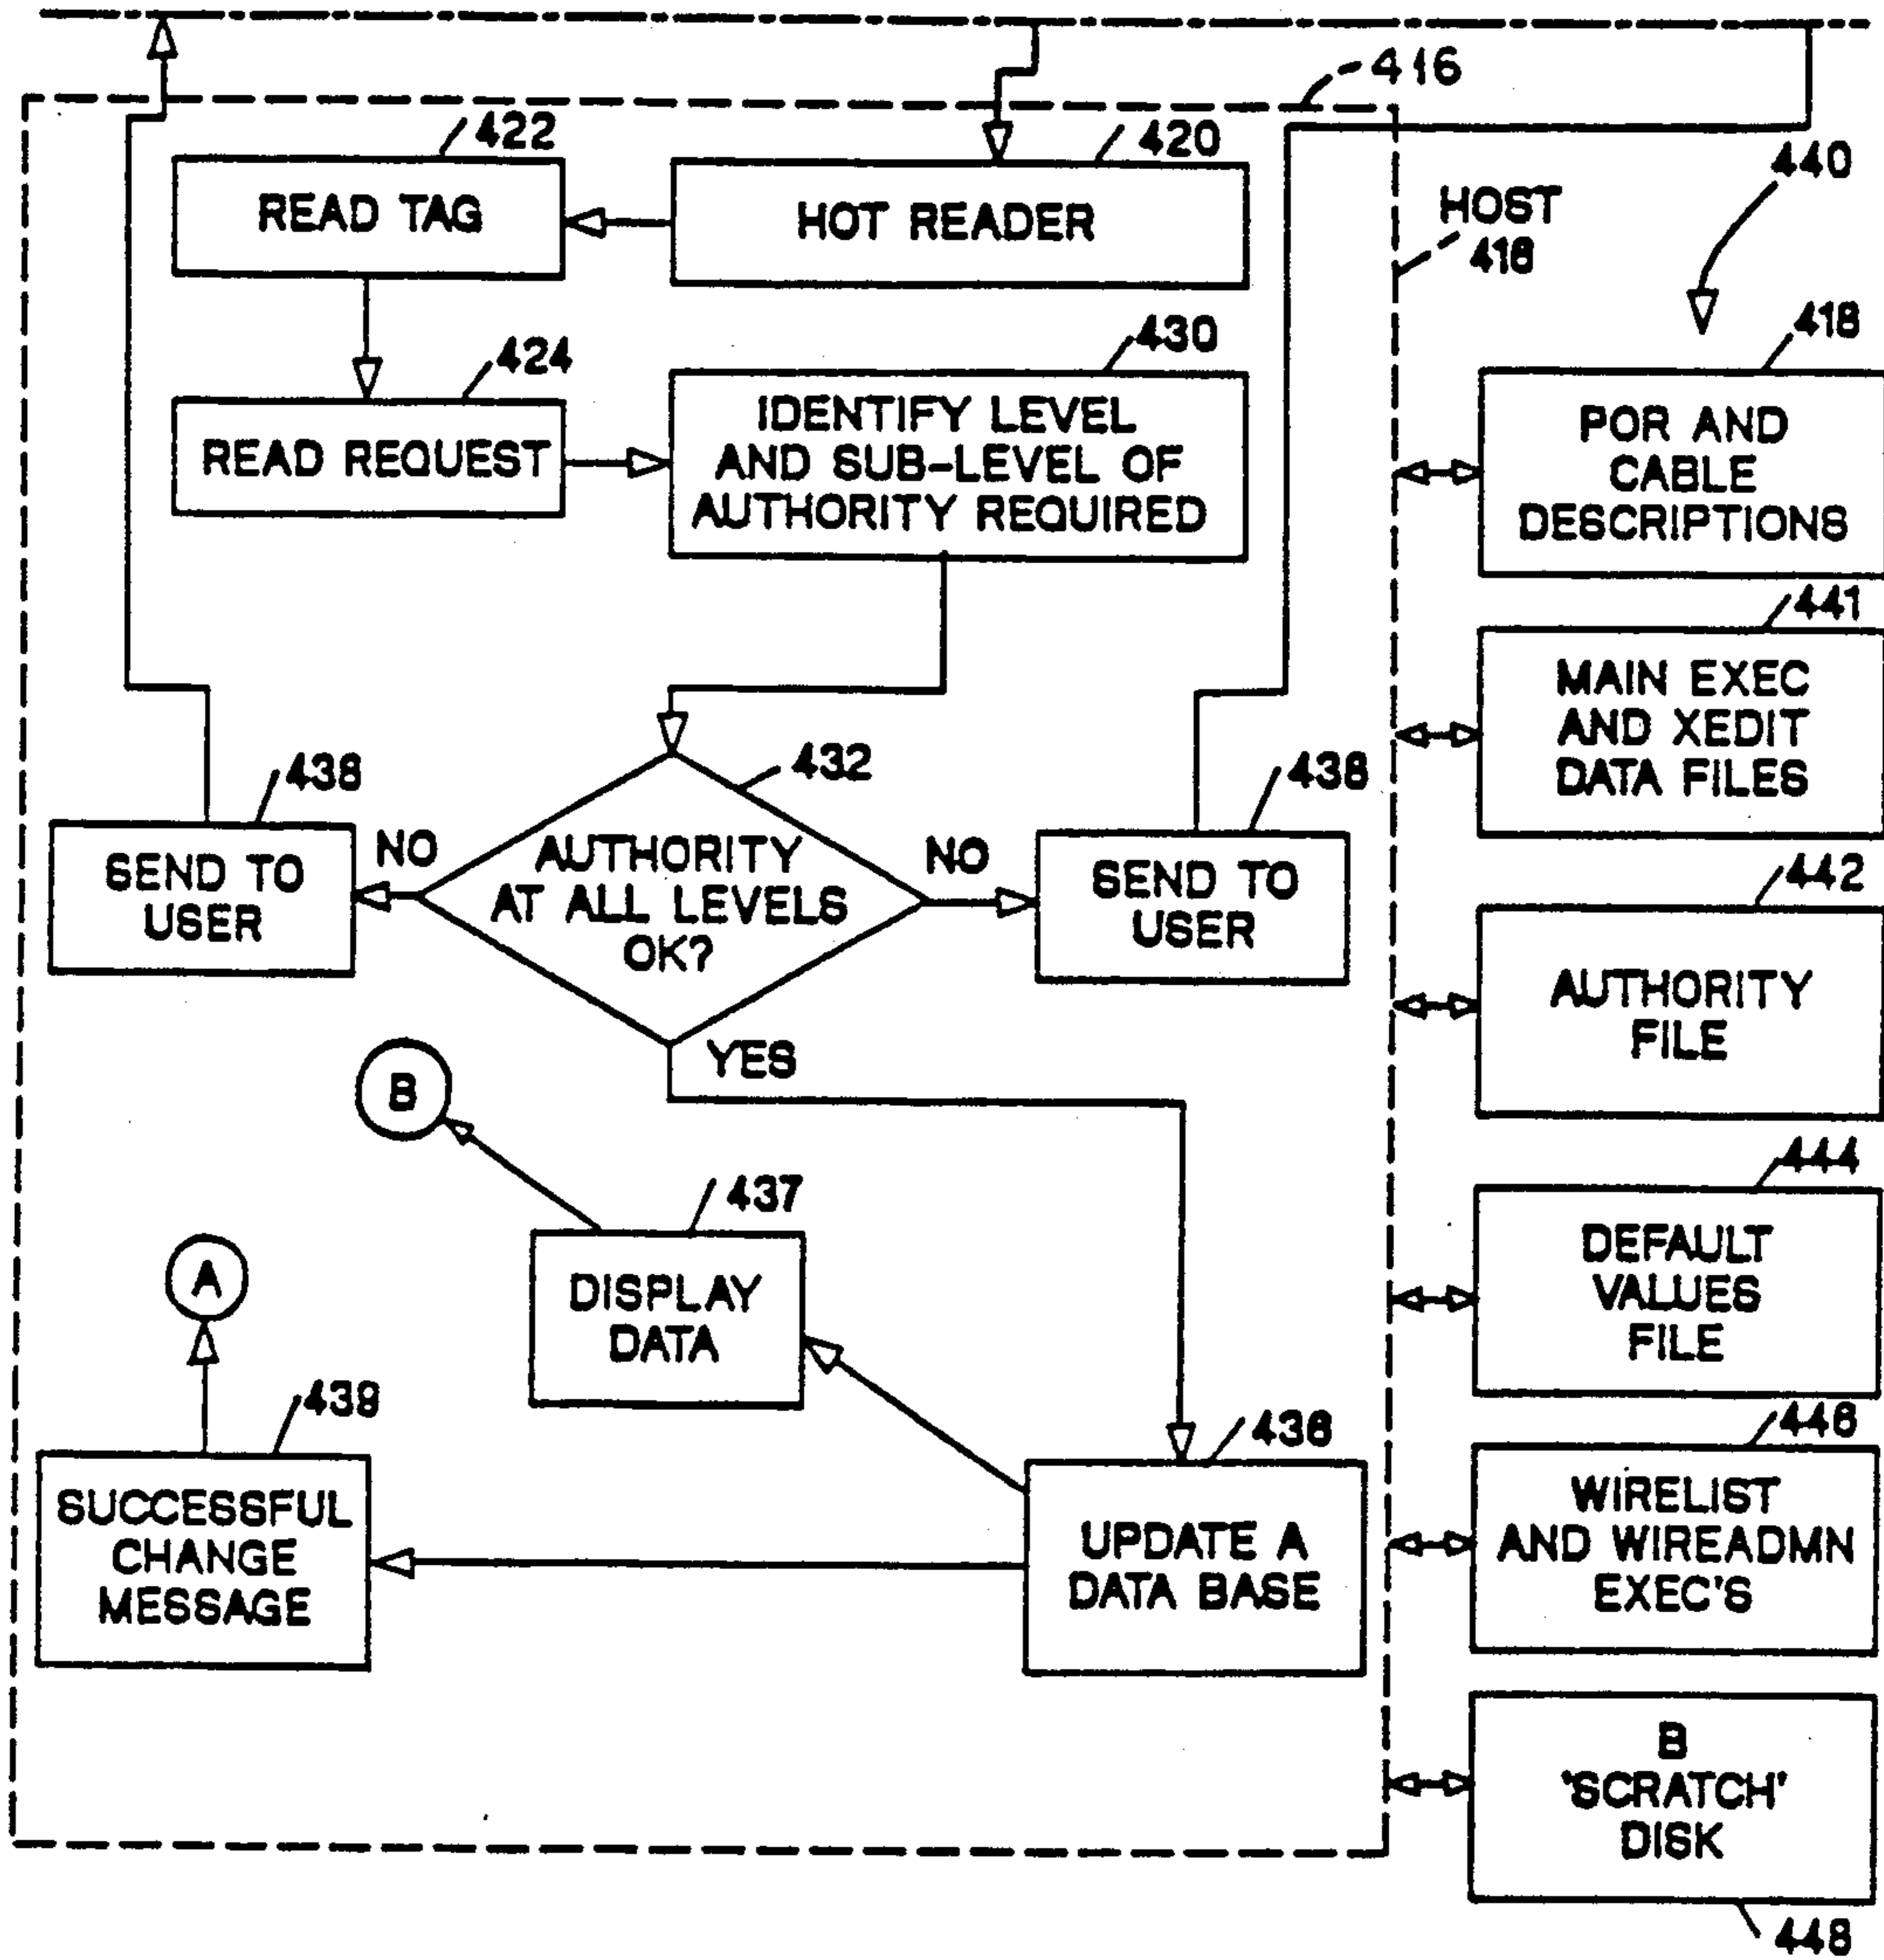 416
422
READ TAG
420
HOT READER
440
HOST
416
424
READ REQUEST
430
IDENTIFY LEVEL
AND SUB-LEVEL OF
AUTHORITY REQUIRED
418
POR AND
CABLE
DESCRIPTIONS
441
MAIN EXEC
AND XEDIT
DATA FILES
438
SEND TO
USER
NO
432
AUTHORITY
AT ALL LEVELS
OK?
NO
438
SEND TO
USER
YES
442
AUTHORITY
FILE
B
437
DISPLAY
DATA
444
DEFAULT
VALUES
FILE
A
439
SUCCESSFUL
CHANGE
MESSAGE
436
UPDATE A
DATA BASE
446
WIRELIST
AND WIREADMN
EXEC'S
B
'SCRATCH'
DISK
448